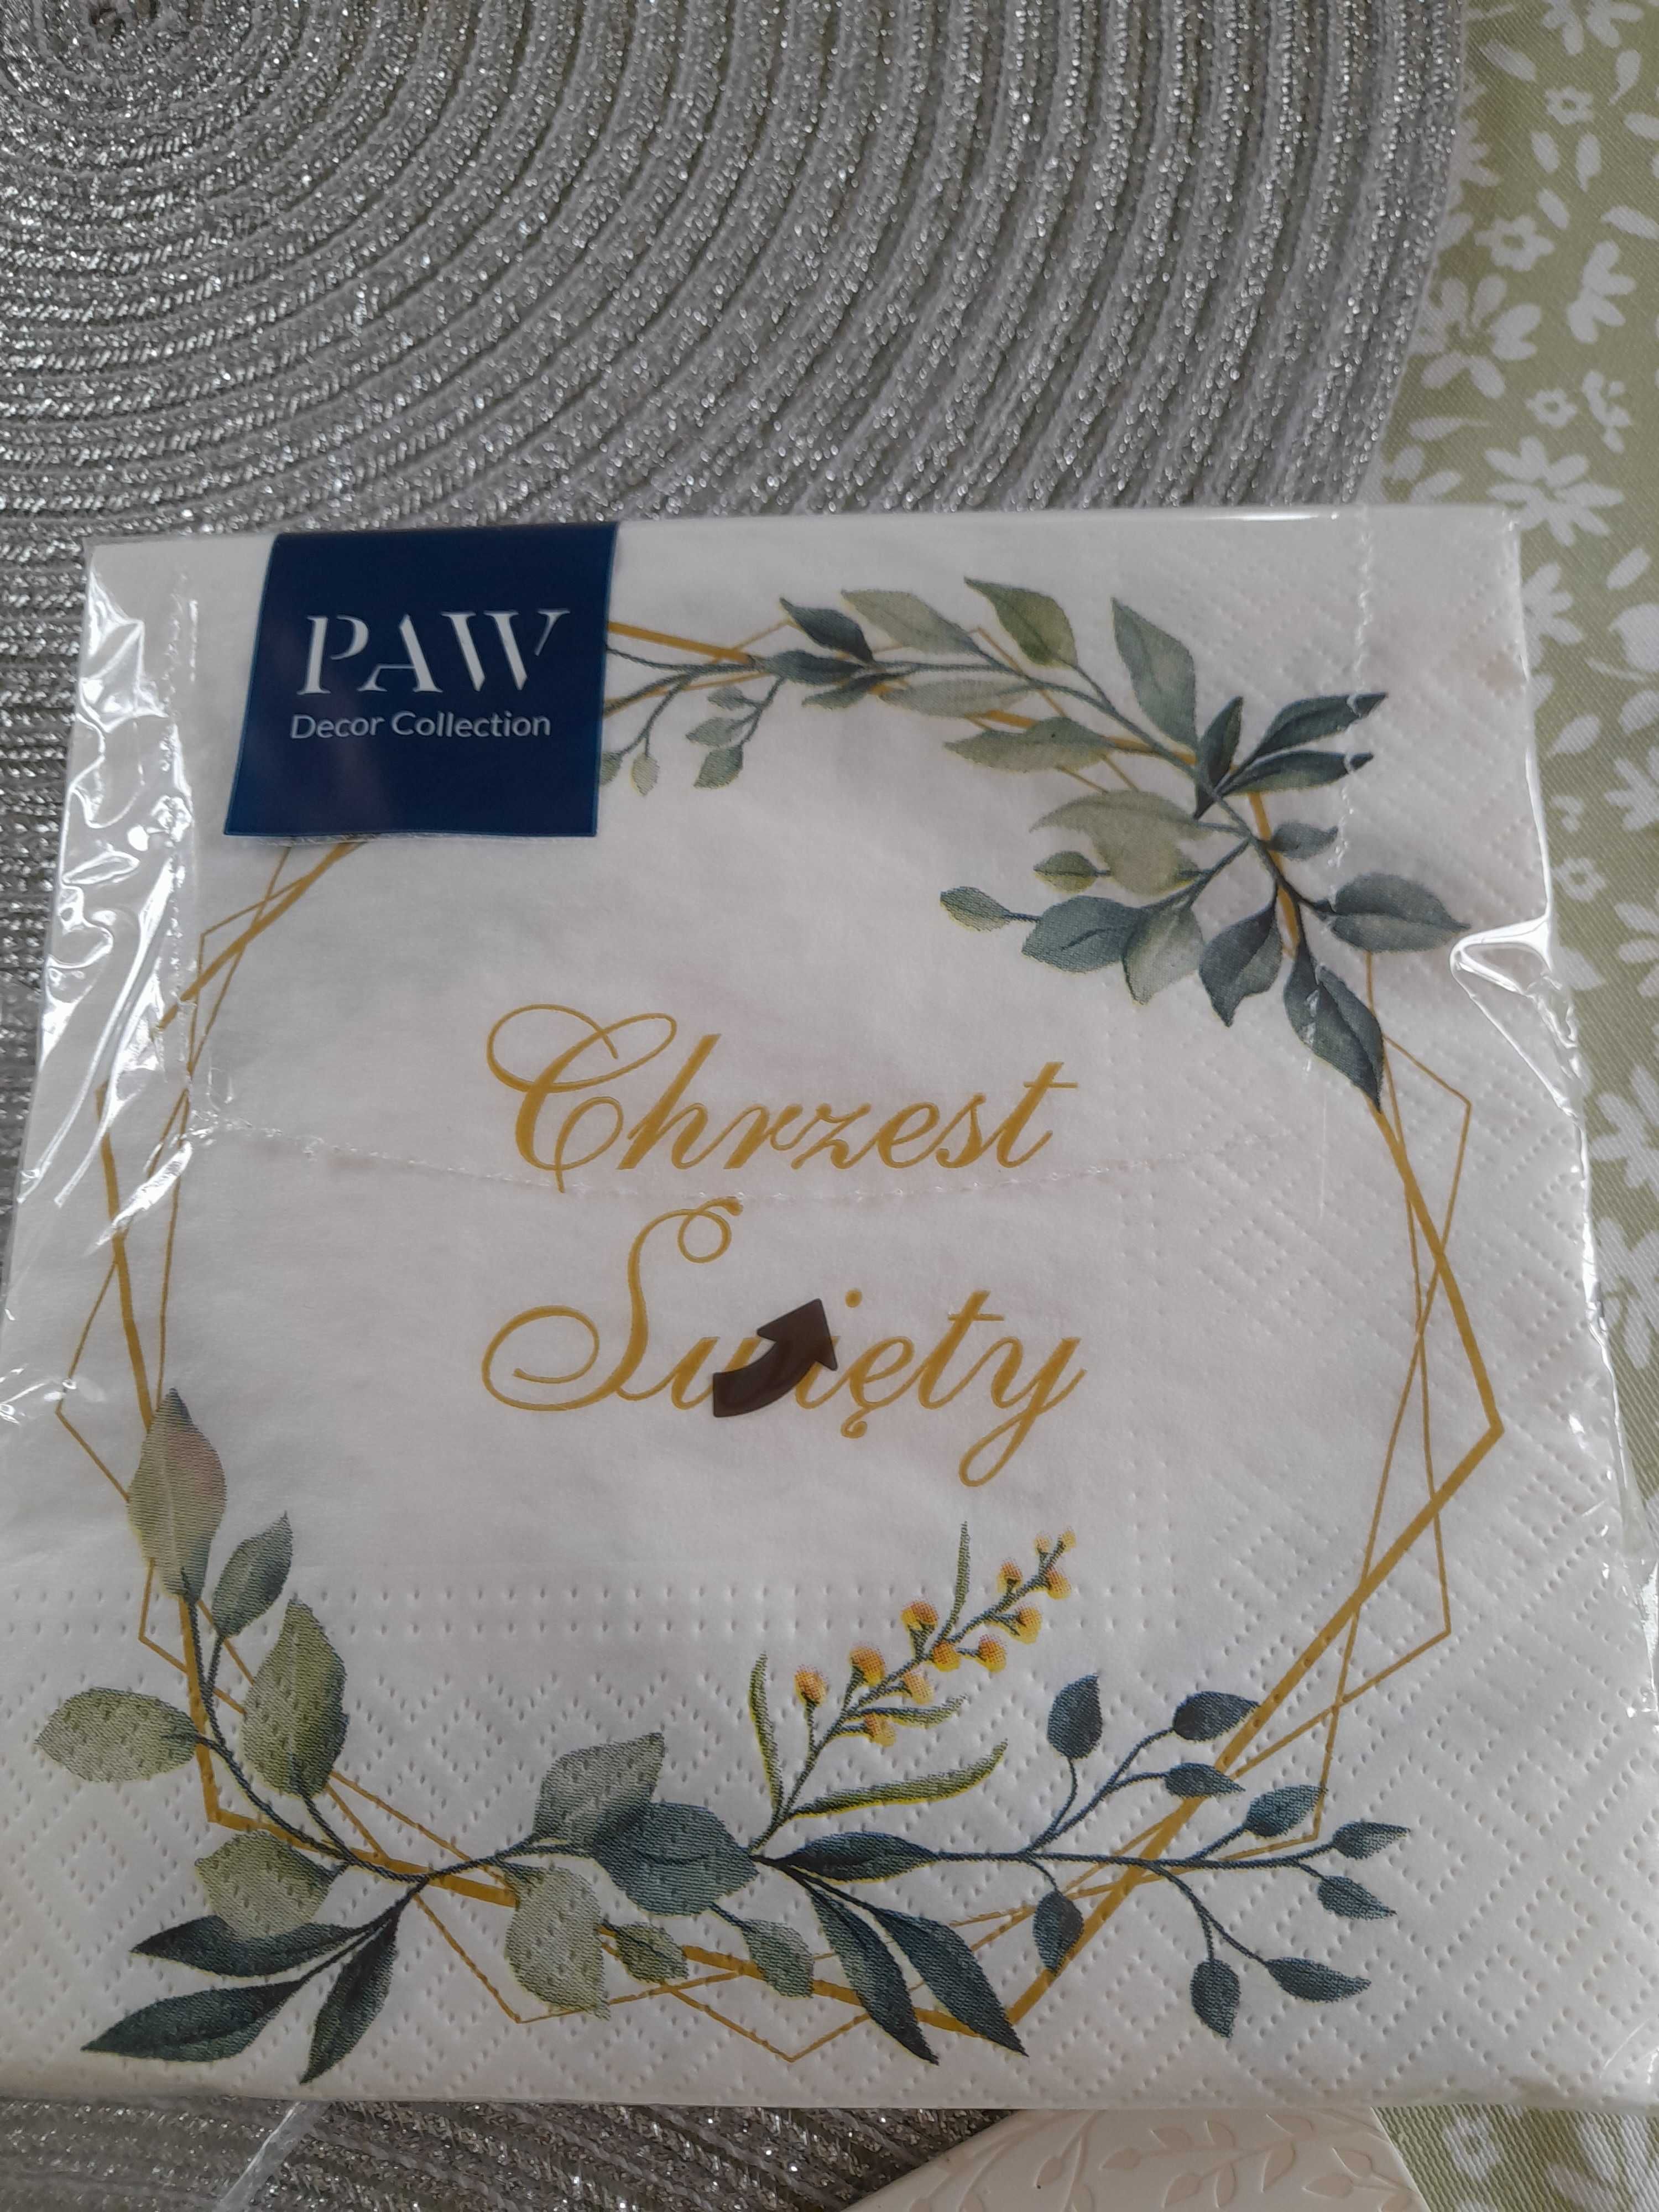 PAW
Decor Collection
Chrzest
Święty